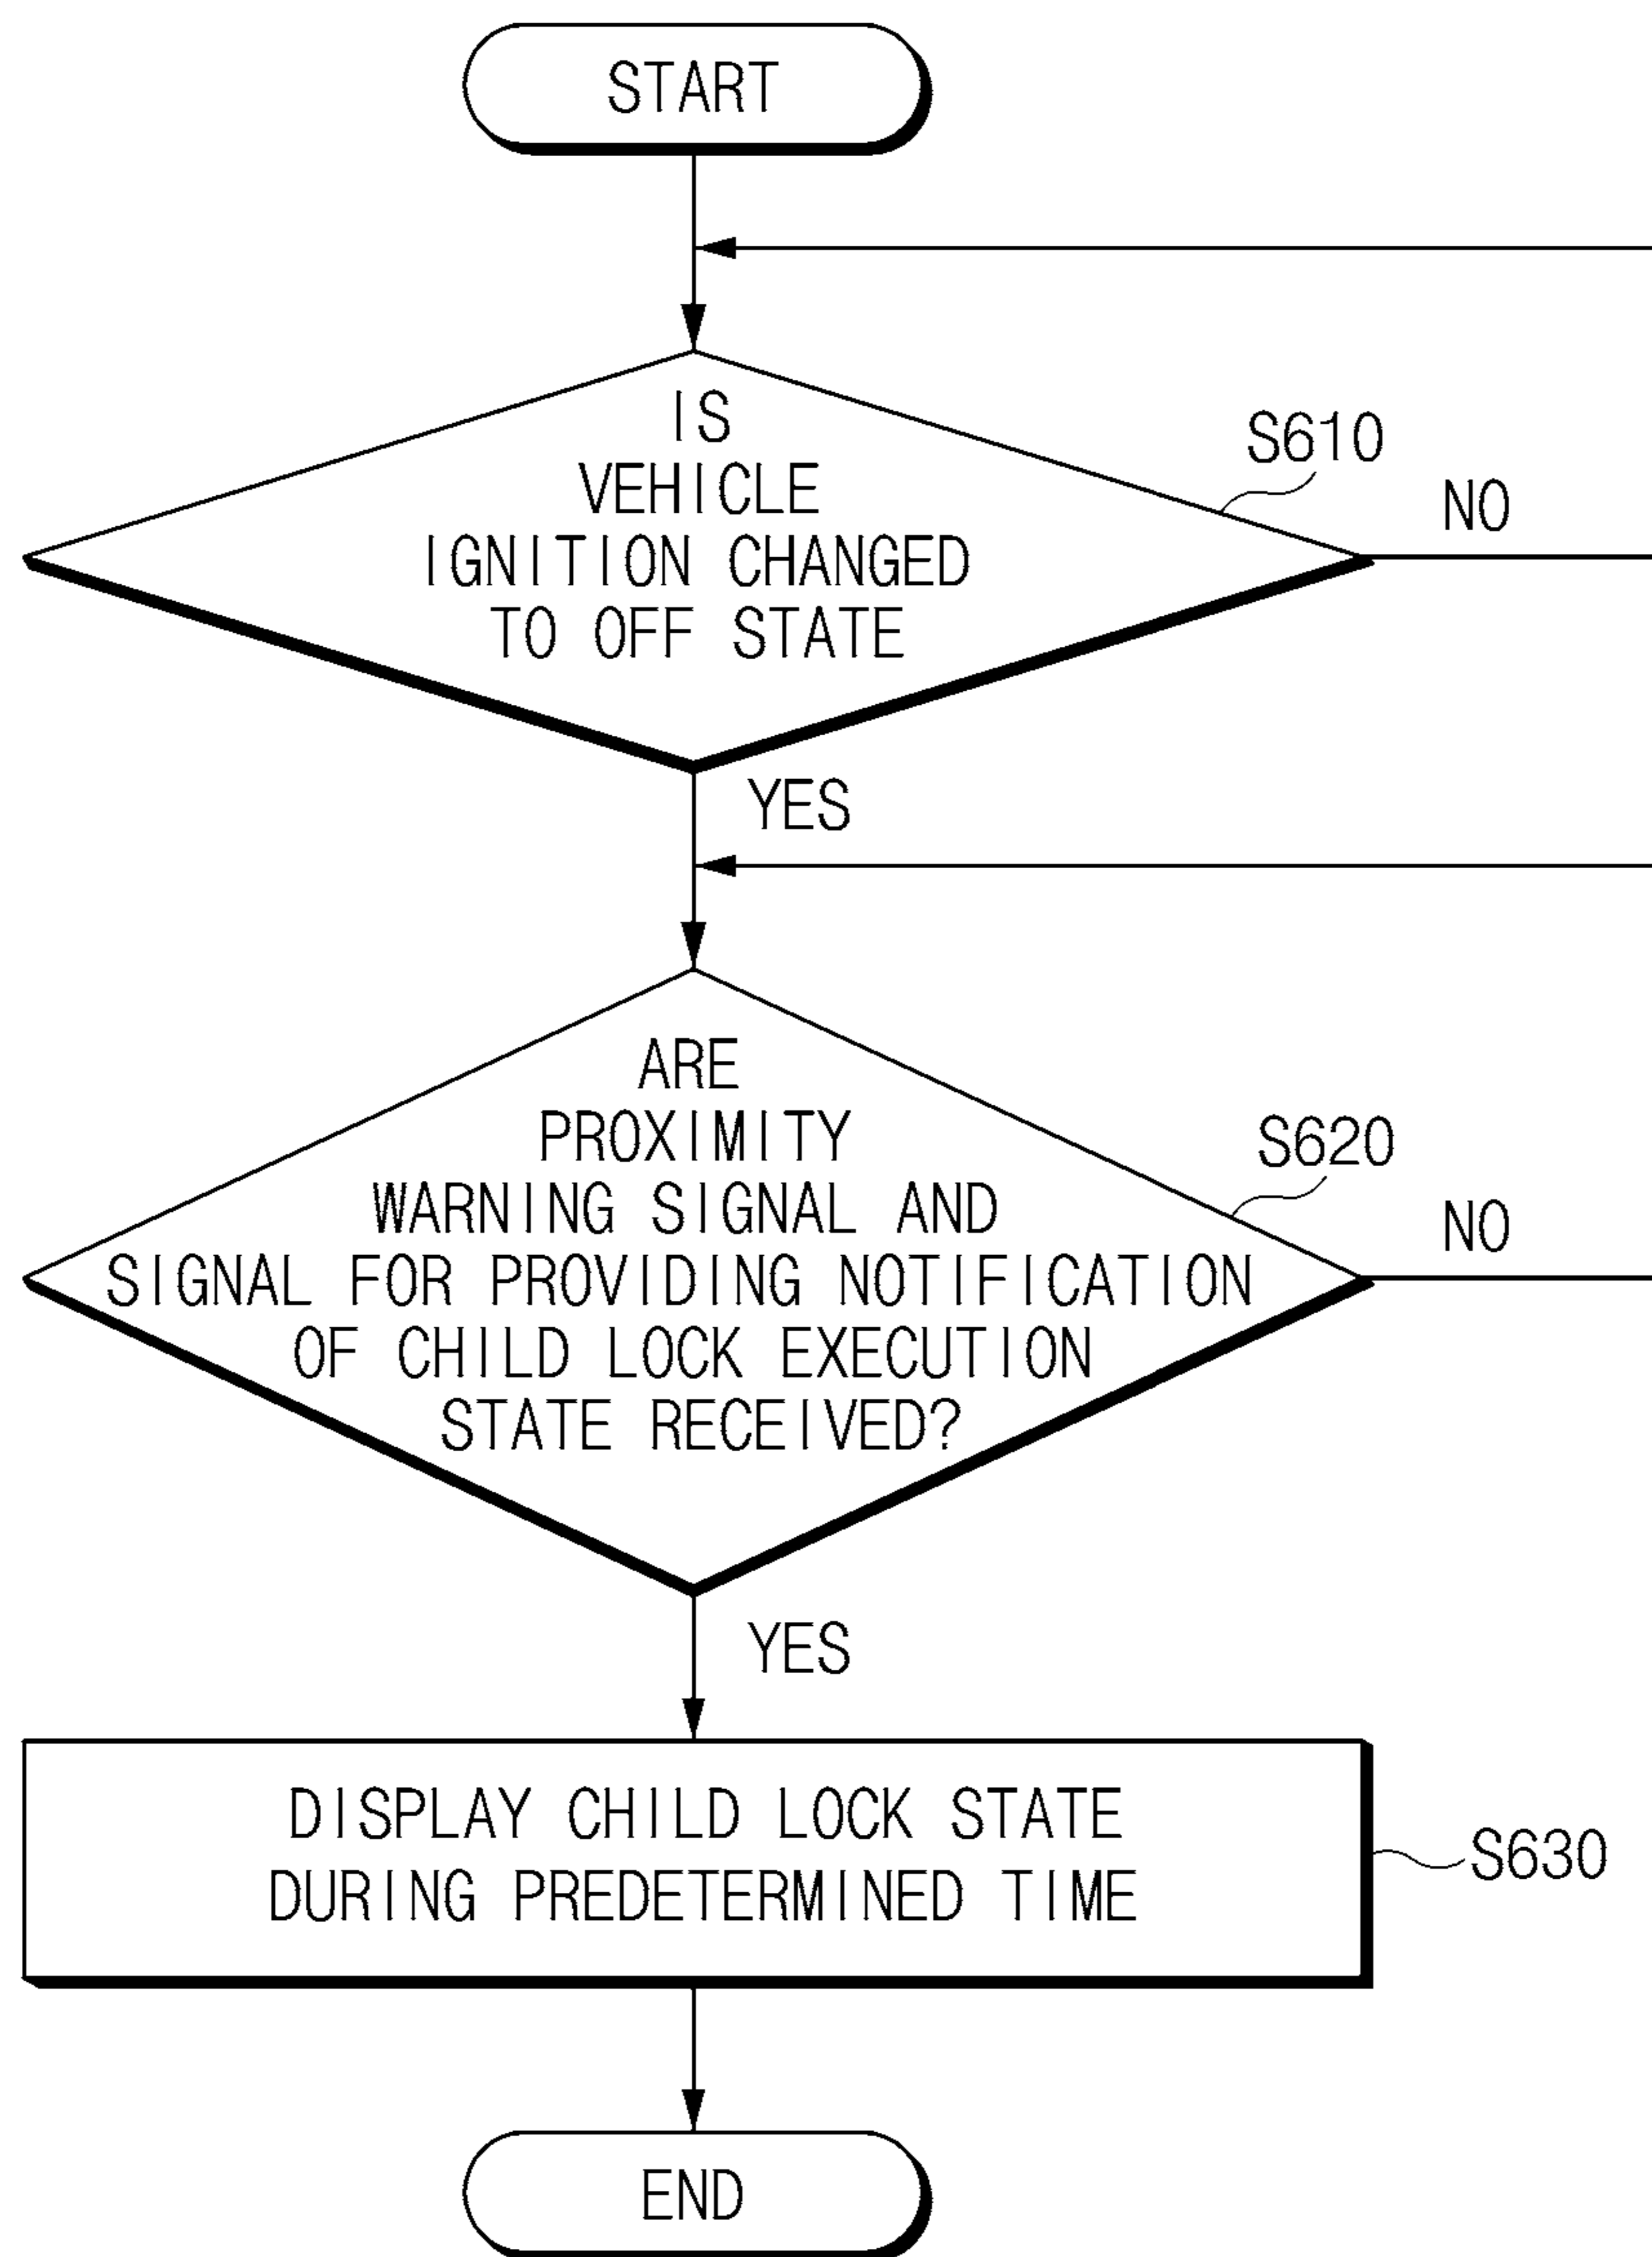 START
IS
VEHICLE
IGNITION CHANGED
TO OFF STATE
S610
NO
YES
ARE
PROXIMITY
WARNING SIGNAL AND
SIGNAL FOR PROVIDING NOTIFICATION
OF CHILD LOCK EXECUTION
STATE RECEIVED?
S620
NO
YES
DISPLAY CHILD LOCK STATE
DURING PREDETERMINED TIME
S630
END